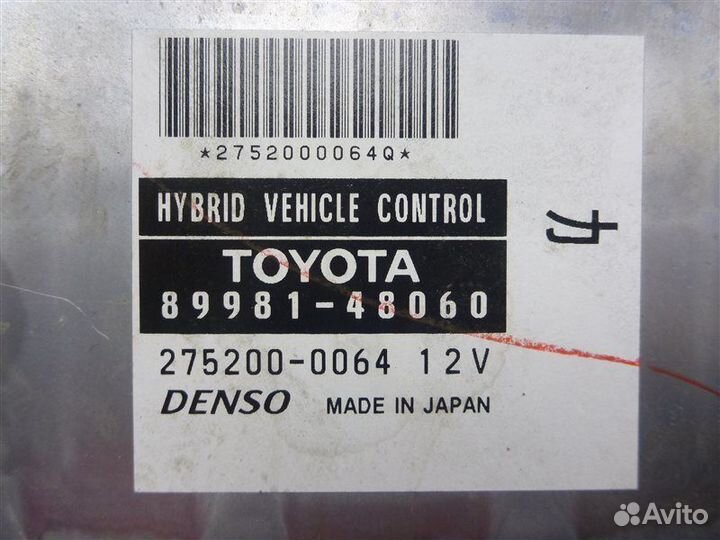 *2752000064Q*
HYBRID VEHICLE CONTROL
TOYOTA
89981-48060
275200-0064 12V
DENSO MADE IN JAPAN
カ
Avito